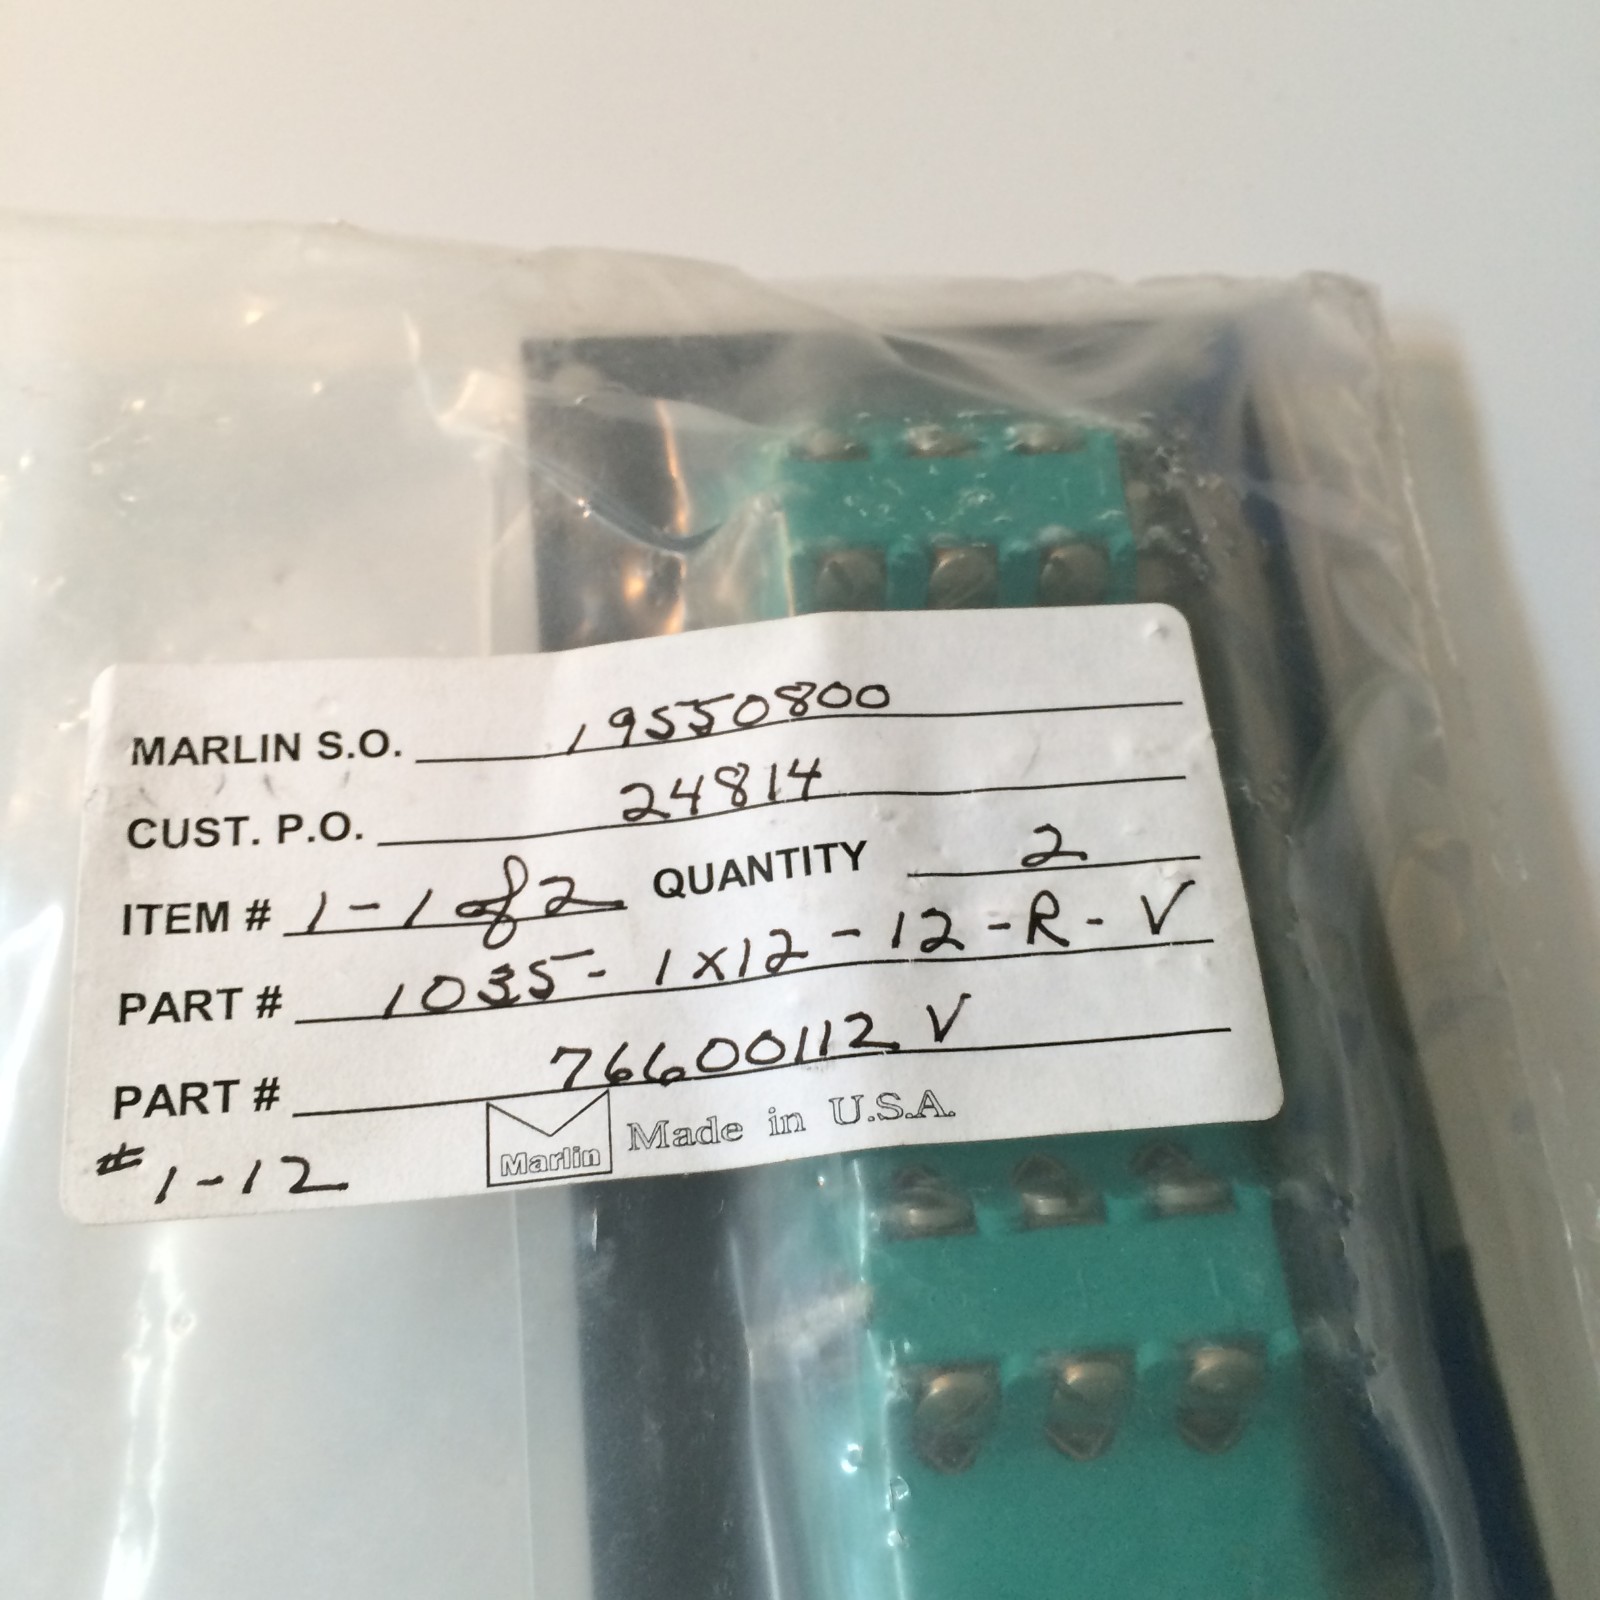 MARLIN S.O. 19550800
CUST. P.O. 24814
ITEM # 1-1 of 2 QUANTITY 2
PART # 1035-1x12-12-R-V
PART # 76600112 V
Marlin Made in U.S.A.
# 1-12